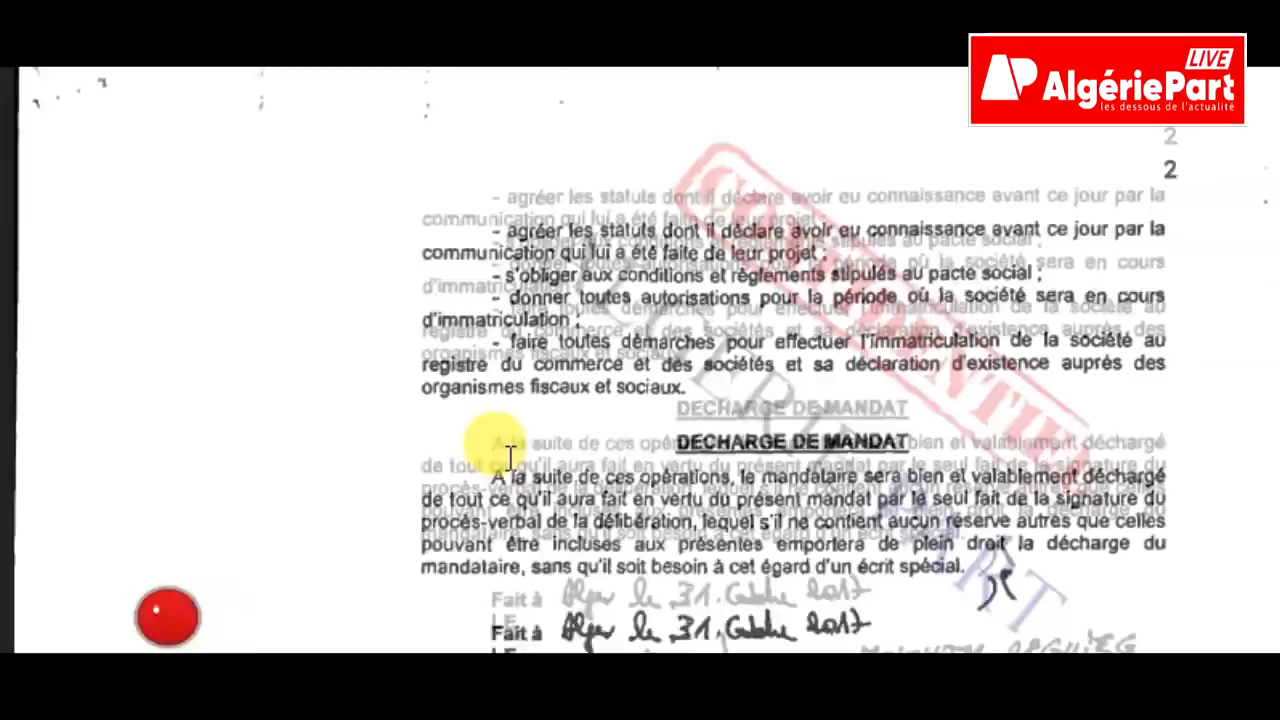 LIVE
AlgériePart
les dessous de l'actualité
2
2
- agréer les statuts dont il déclare avoir eu connaissance avant ce jour par la
communication qui lui a été faite de leur projet ;
- s'obliger aux conditions et règlements stipulés au pacte social ;
- donner toutes autorisations pour la période où la société sera en cours
d'immatriculation ;
- faire toutes démarches pour effectuer l'immatriculation de la société au
registre du commerce et des sociétés et sa déclaration d'existence auprès des
organismes fiscaux et sociaux.
DECHARGE DE MANDAT
A la suite de ces opérations, le mandataire sera bien et valablement déchargé
de tout ce qu'il aura fait en vertu du présent mandat par le seul fait de la signature du
procès-verbal de la délibération, lequel s'il ne contient aucun réserve autres que celles
pouvant être incluses aux présentes emportera de plein droit la décharge du
mandataire, sans qu'il soit besoin à cet égard d'un écrit spécial.
Fait à Alger le 31. Octobre 2017
CONFIDENTIEL
ALGERIE PART